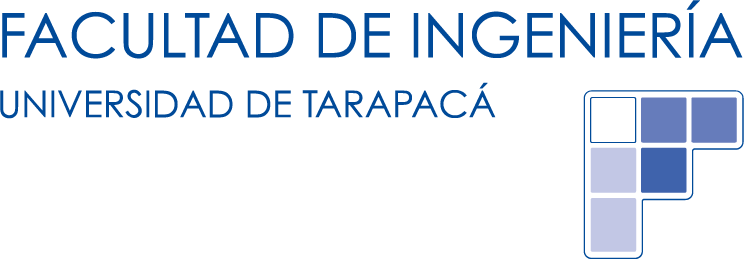 FACULTAD DE INGENIERÍA
UNIVERSIDAD DE TARAPACÁ